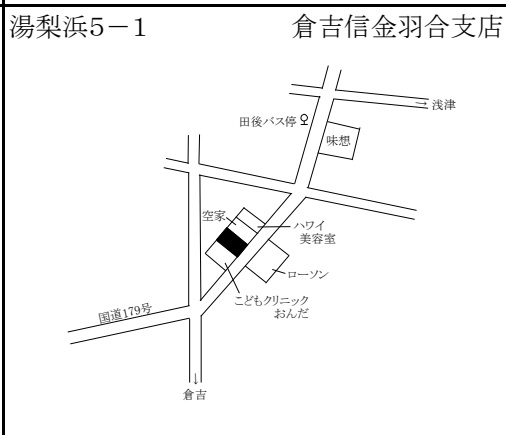 湯梨浜5－1
倉吉信金羽合支店
→ 浅津
田後バス停
味想
空家
ハワイ
美容室
ローソン
こどもクリニック
おんだ
国道179号
↓
倉吉